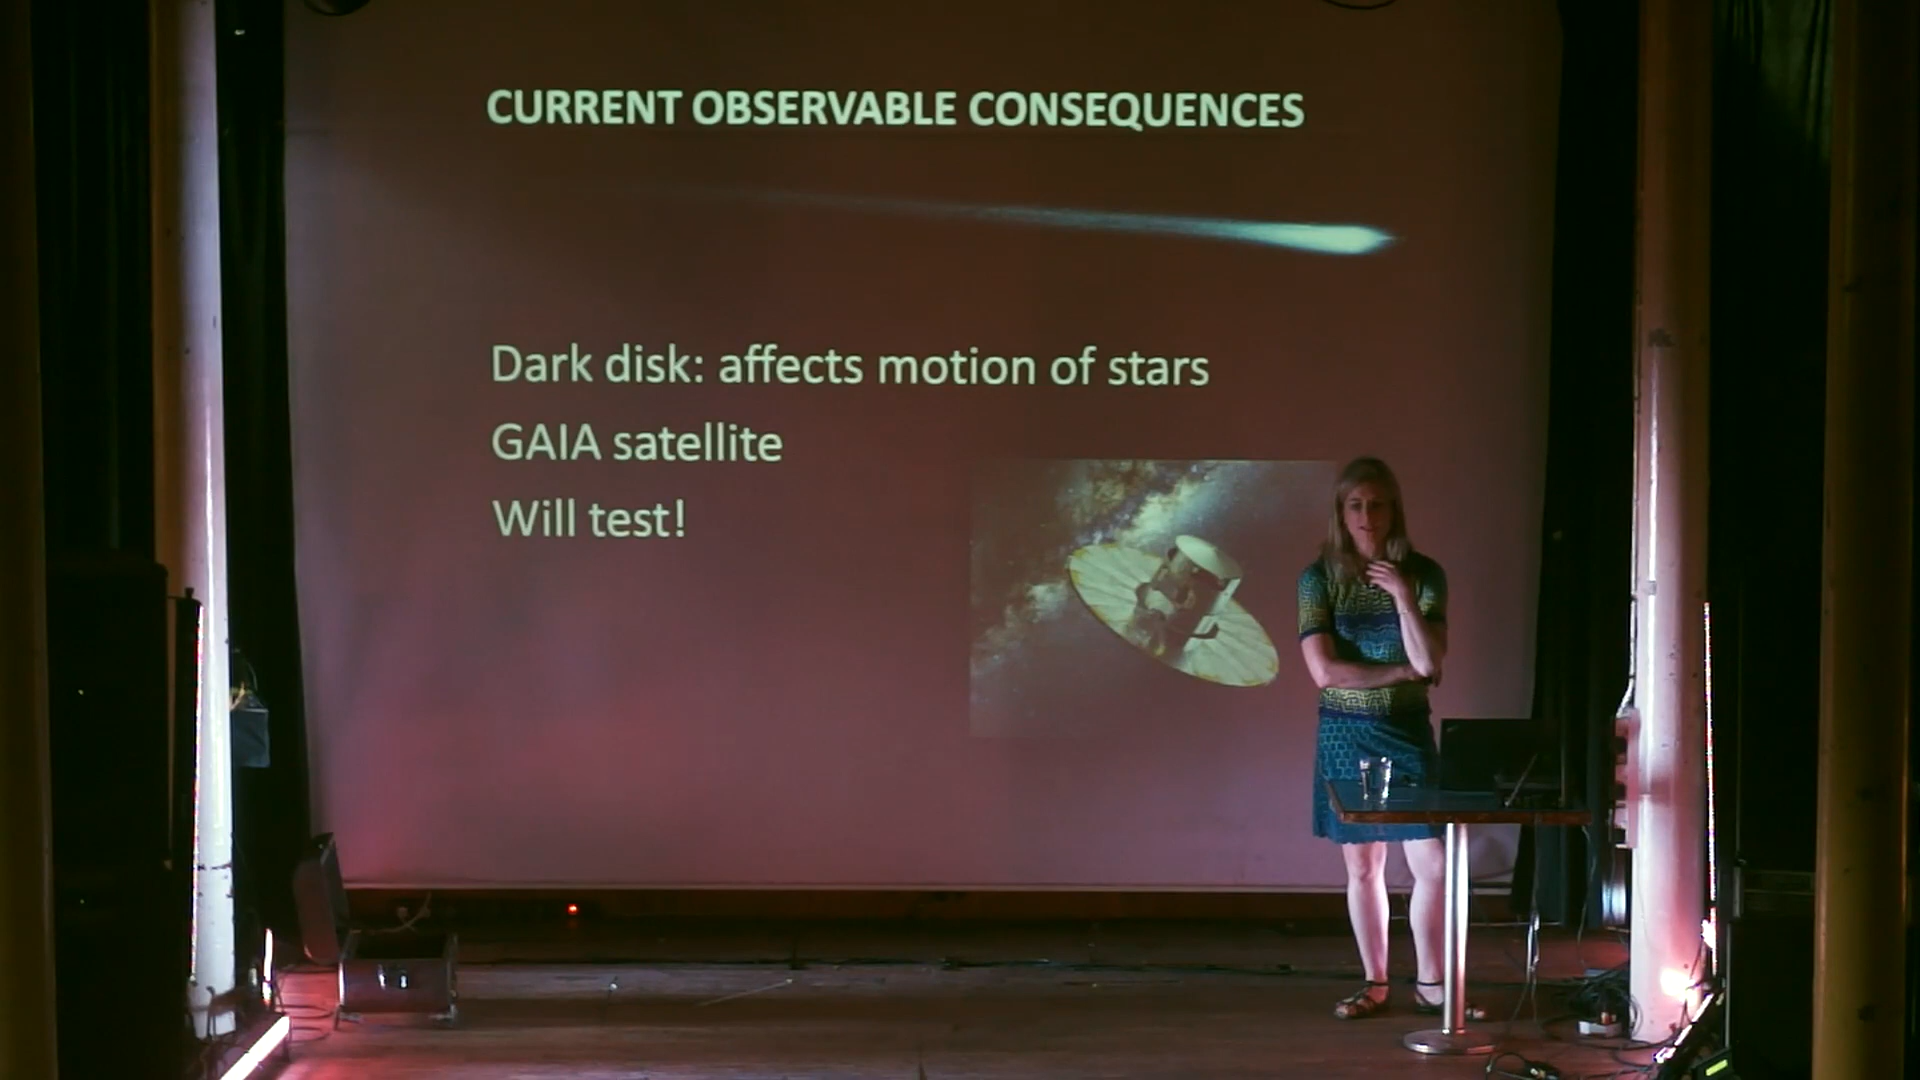 CURRENT OBSERVABLE CONSEQUENCES
Dark disk: affects motion of stars
GAIA satellite
Will test!